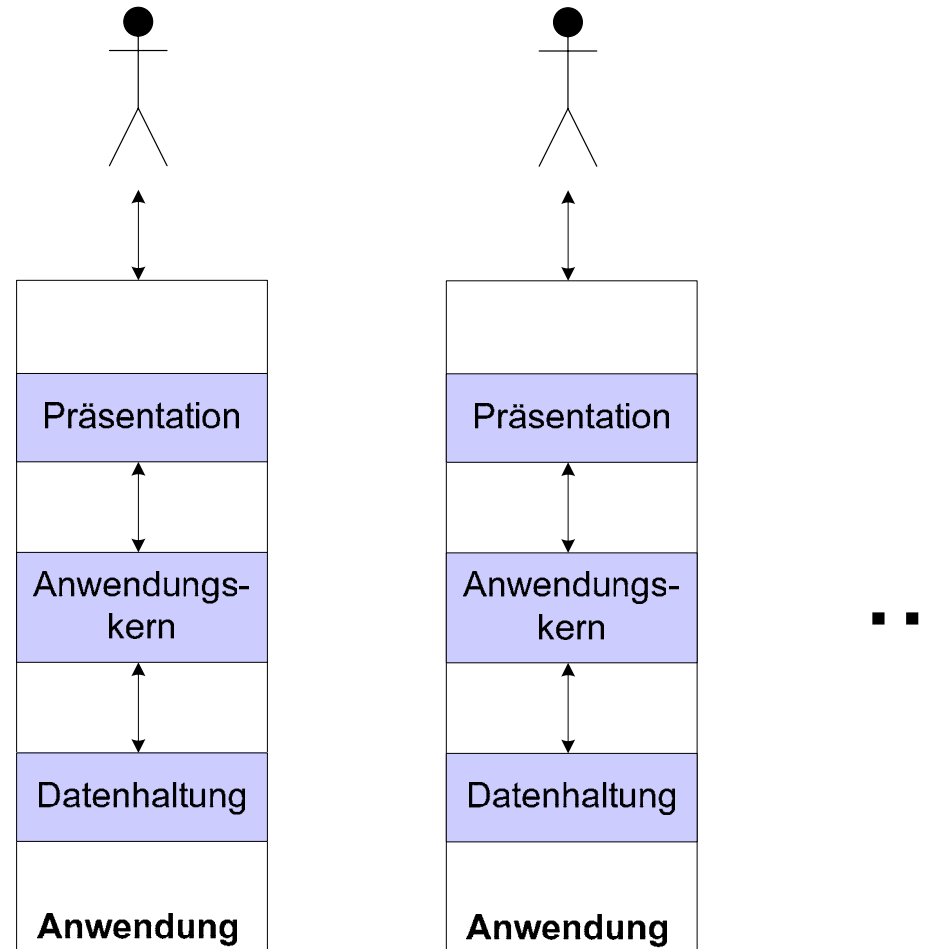 Präsentation
Anwendungs-
kern
Datenhaltung
Anwendung
Präsentation
Anwendungs-
kern
Datenhaltung
Anwendung